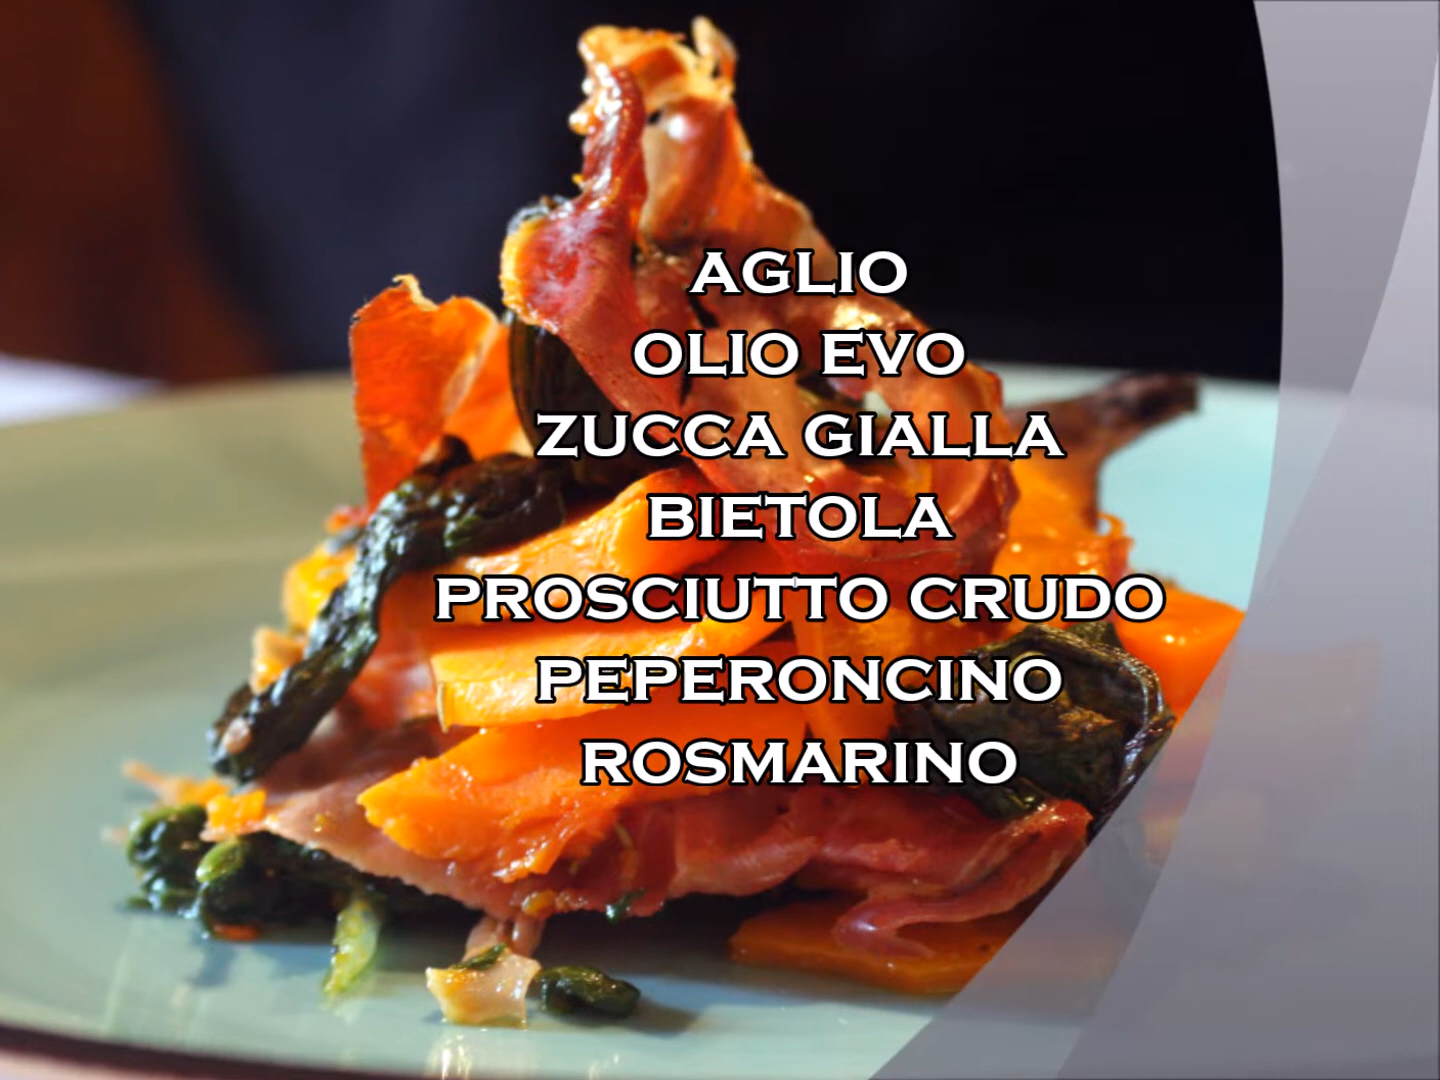 AGLIO
OLIO EVO
ZUCCA GIALLA
BIETOLA
PROSCIUTTO CRUDO
PEPERONCINO
ROSMARINO